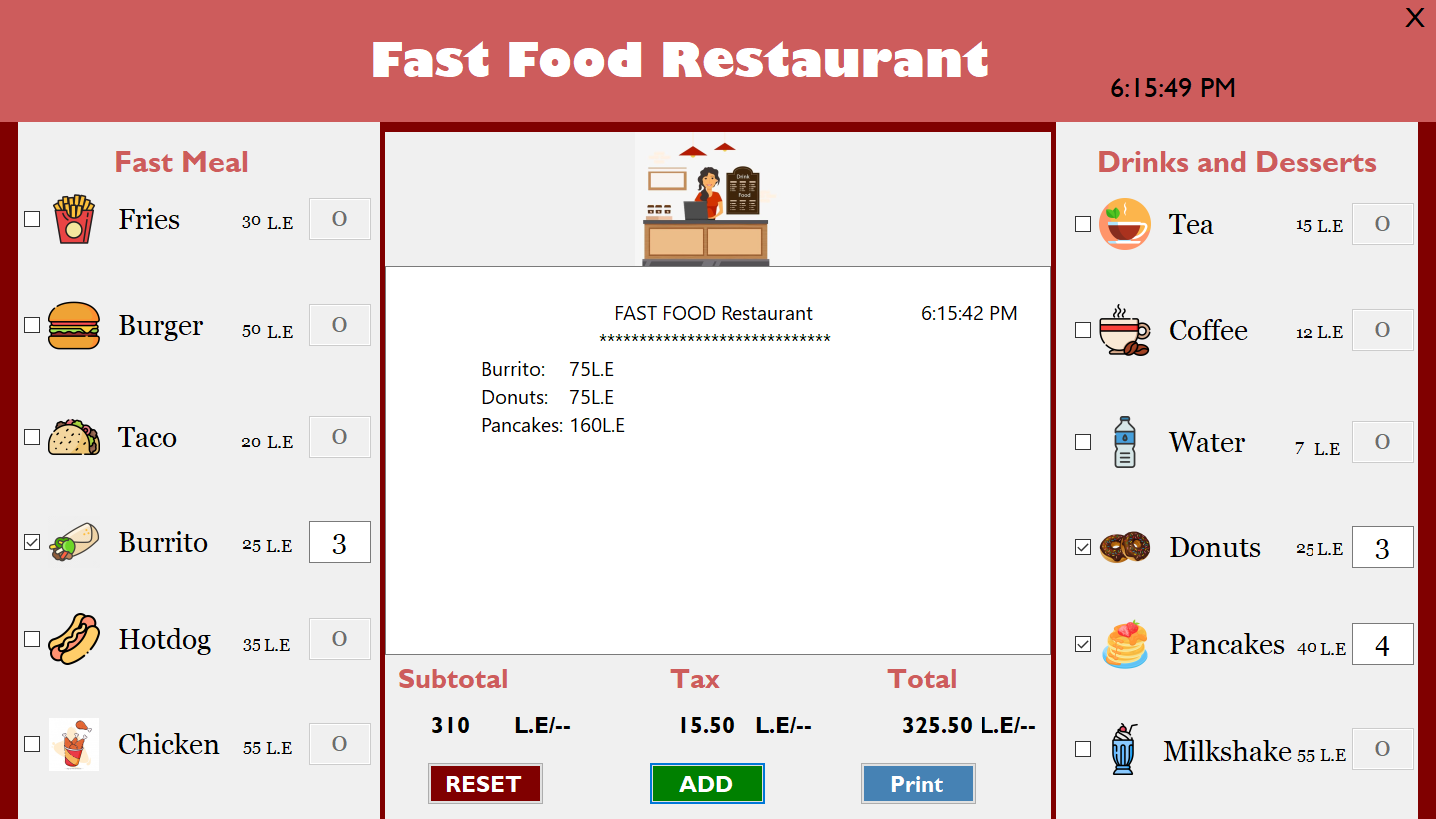 X
Fast Food Restaurant
6:15:49 PM
Fast Meal
Fries 30 L.E 0
Burger 50 L.E 0
Taco 20 L.E 0
Burrito 25 L.E 3
Hotdog 35 L.E 0
Chicken 55 L.E 0
Drink
Food
FAST FOOD Restaurant 6:15:42 PM
*****************************
Burrito: 75L.E
Donuts: 75L.E
Pancakes: 160L.E
Subtotal Tax Total
310 L.E/-- 15.50 L.E/-- 325.50 L.E/--
RESET ADD Print
Drinks and Desserts
Tea 15 L.E 0
Coffee 12 L.E 0
Water 7 L.E 0
Donuts 25 L.E 3
Pancakes 40 L.E 4
Milkshake 55 L.E 0